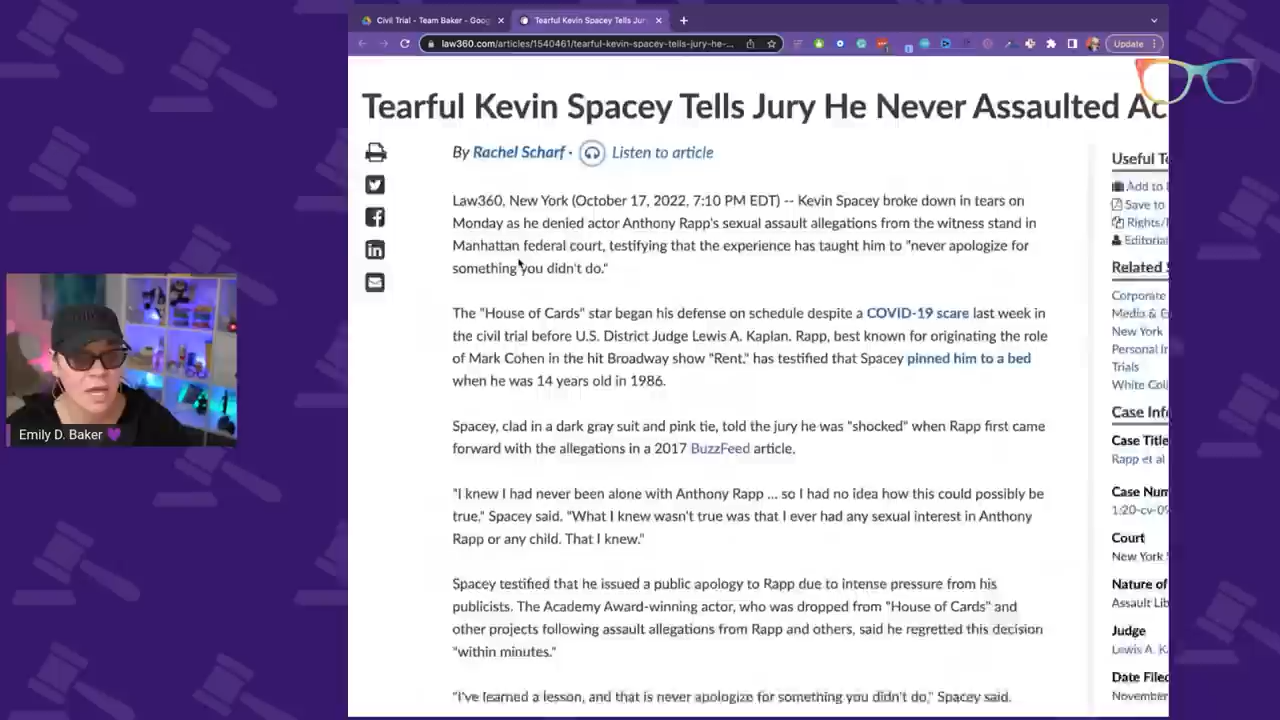 Civil Trial - Team Baker - Goog
Tearful Kevin Spacey Tells Jur
law360.com/articles/1540461/tearful-kevin-spacey-tells-jury-he-...
Update
Tearful Kevin Spacey Tells Jury He Never Assaulted Ac
By Rachel Scharf · Listen to article
Law360, New York (October 17, 2022, 7:10 PM EDT) -- Kevin Spacey broke down in tears on
Monday as he denied actor Anthony Rapp's sexual assault allegations from the witness stand in
Manhattan federal court, testifying that the experience has taught him to "never apologize for
something you didn't do."
The "House of Cards" star began his defense on schedule despite a COVID-19 scare last week in
the civil trial before U.S. District Judge Lewis A. Kaplan. Rapp, best known for originating the role
of Mark Cohen in the hit Broadway show "Rent," has testified that Spacey pinned him to a bed
when he was 14 years old in 1986.
Spacey, clad in a dark gray suit and pink tie, told the jury he was "shocked" when Rapp first came
forward with the allegations in a 2017 BuzzFeed article.
"I knew I had never been alone with Anthony Rapp ... so I had no idea how this could possibly be
true," Spacey said. "What I knew wasn't true was that I ever had any sexual interest in Anthony
Rapp or any child. That I knew."
Spacey testified that he issued a public apology to Rapp due to intense pressure from his
publicists. The Academy Award-winning actor, who was dropped from "House of Cards" and
other projects following assault allegations from Rapp and others, said he regretted this decision
"within minutes."
"I've learned a lesson, and that is never apologize for something you didn't do," Spacey said.
Useful To
Add to
Save to
Rights/
Editoria
Related S
Corporate
Media & E
New York
Personal In
Trials
White Coll
Case Info
Case Title
Rapp et al
Case Num
1:20-cv-09
Court
New York
Nature of
Assault Lib
Judge
Lewis A. K
Date Filed
November
Emily D. Baker